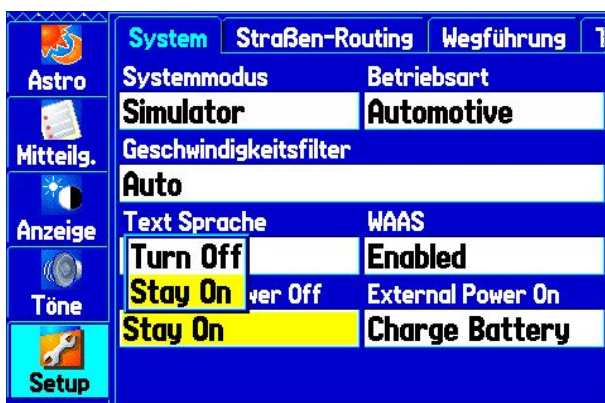 System Straßen-Routing Wegführung
Astro
Systemmodus Betriebsart
Simulator Automotive
Mitteilg.
Geschwindigkeitsfilter
Auto
Anzeige
Text Sprache WAAS
Turn Off Enabled
Stay On wer Off External Power On
Töne
Stay On Charge Battery
Setup